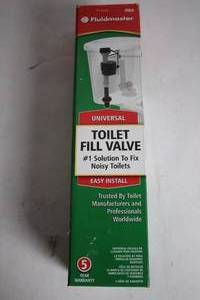 Fluidmaster
UNIVERSAL
TOILET
FILL VALVE
#1 Solution To Fix
Noisy Toilets
EASY INSTALL
Trusted By Toilet
Manufacturers and
Professionals
Worldwide
5
YEAR
WARRANTY